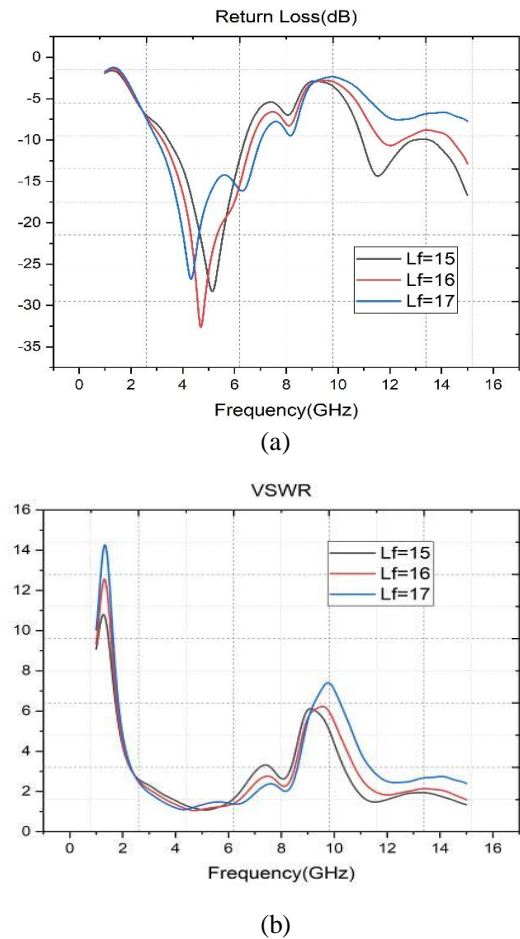 Return Loss(dB)
0
-5
-10
-15
-20
-25
-30
-35
Lf=15
Lf=16
Lf=17
0 2 4 6 8 10 12 14 16
Frequency(GHz)
(a)
VSWR
16
14
12
10
8
6
4
2
0
Lf=15
Lf=16
Lf=17
0 2 4 6 8 10 12 14 16
Frequency(GHz)
(b)